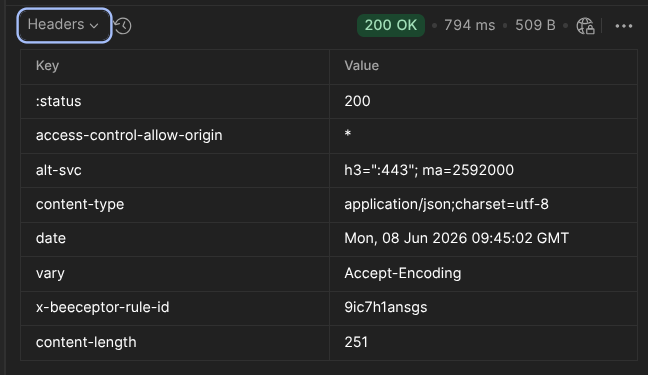 Headers 200 OK • 794 ms • 509 B
Key Value
:status 200
access-control-allow-origin *
alt-svc h3=":443"; ma=2592000
content-type application/json;charset=utf-8
date Mon, 08 Jun 2026 09:45:02 GMT
vary Accept-Encoding
x-beeceptor-rule-id 9ic7h1ansgs
content-length 251